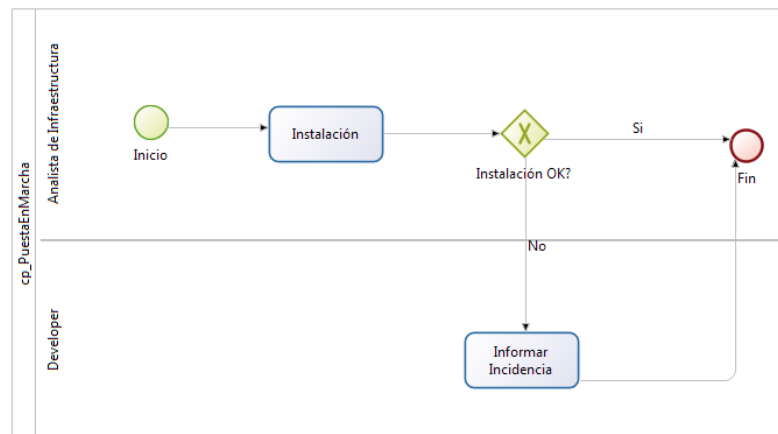 cp_PuestaEnMarcha
Analista de Infraestructura
Inicio
Instalación
Instalación OK?
Si
Fin
No
Developer
Informar
Incidencia